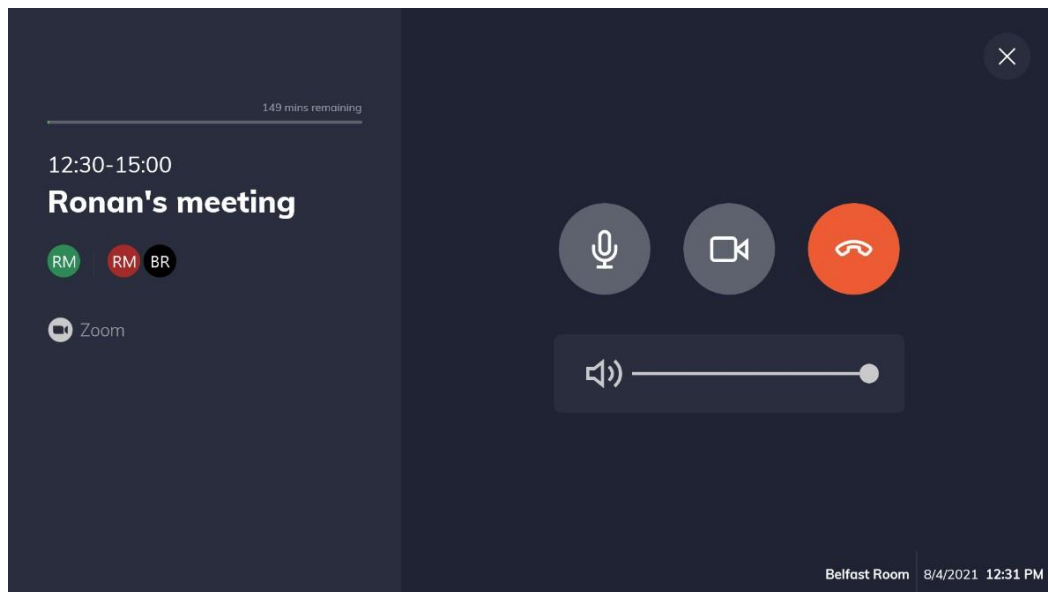 149 mins remaining
12:30-15:00
Ronan's meeting
RM RM BR
Zoom
Belfast Room 8/4/2021 12:31 PM